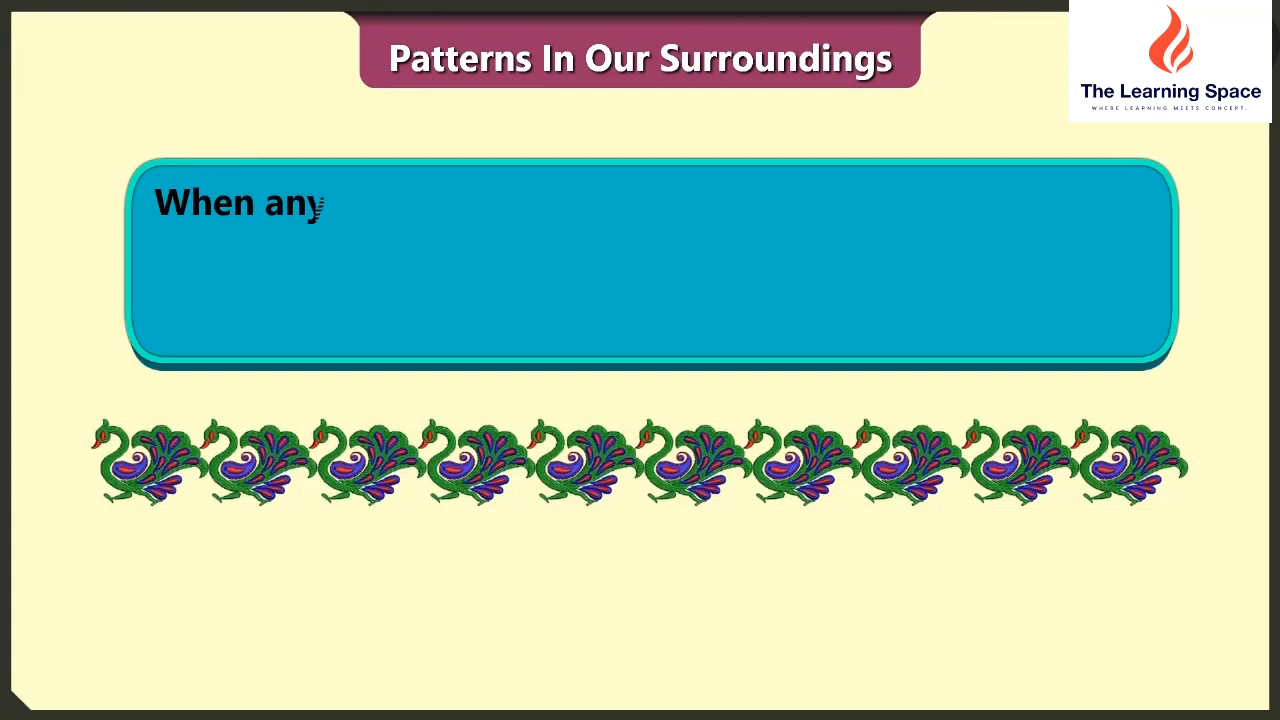 Patterns In Our Surroundings
The Learning Space
WHERE LEARNING MEETS CONCEPT.
When any